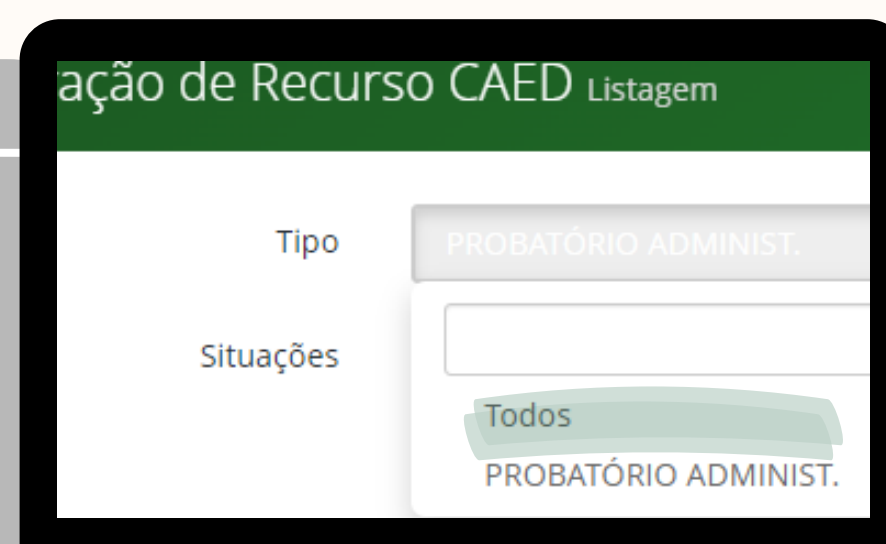 ação de Recurso CAED Listagem
Tipo
PROBATÓRIO ADMINIST.
Situações
Todos
PROBATÓRIO ADMINIST.